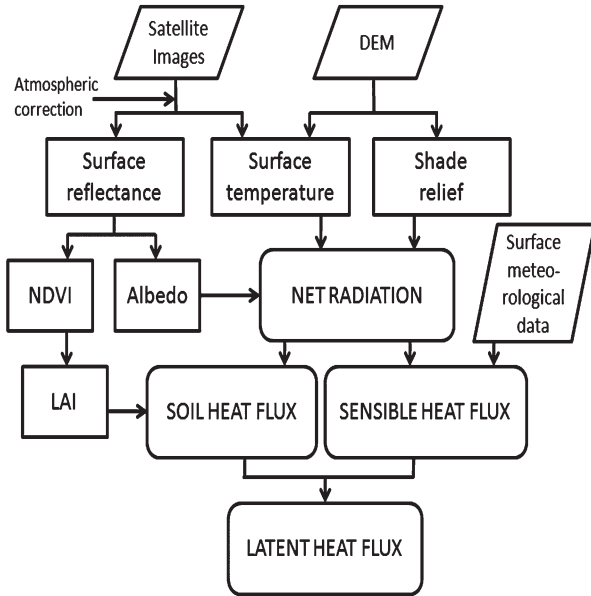 Satellite
Images
DEM
Atmospheric
correction
Surface
reflectance
Surface
temperature
Shade
relief
Surface
meteo-
rological
data
NDVI
Albedo
NET RADIATION
LAI
SOIL HEAT FLUX
SENSIBLE HEAT FLUX
LATENT HEAT FLUX